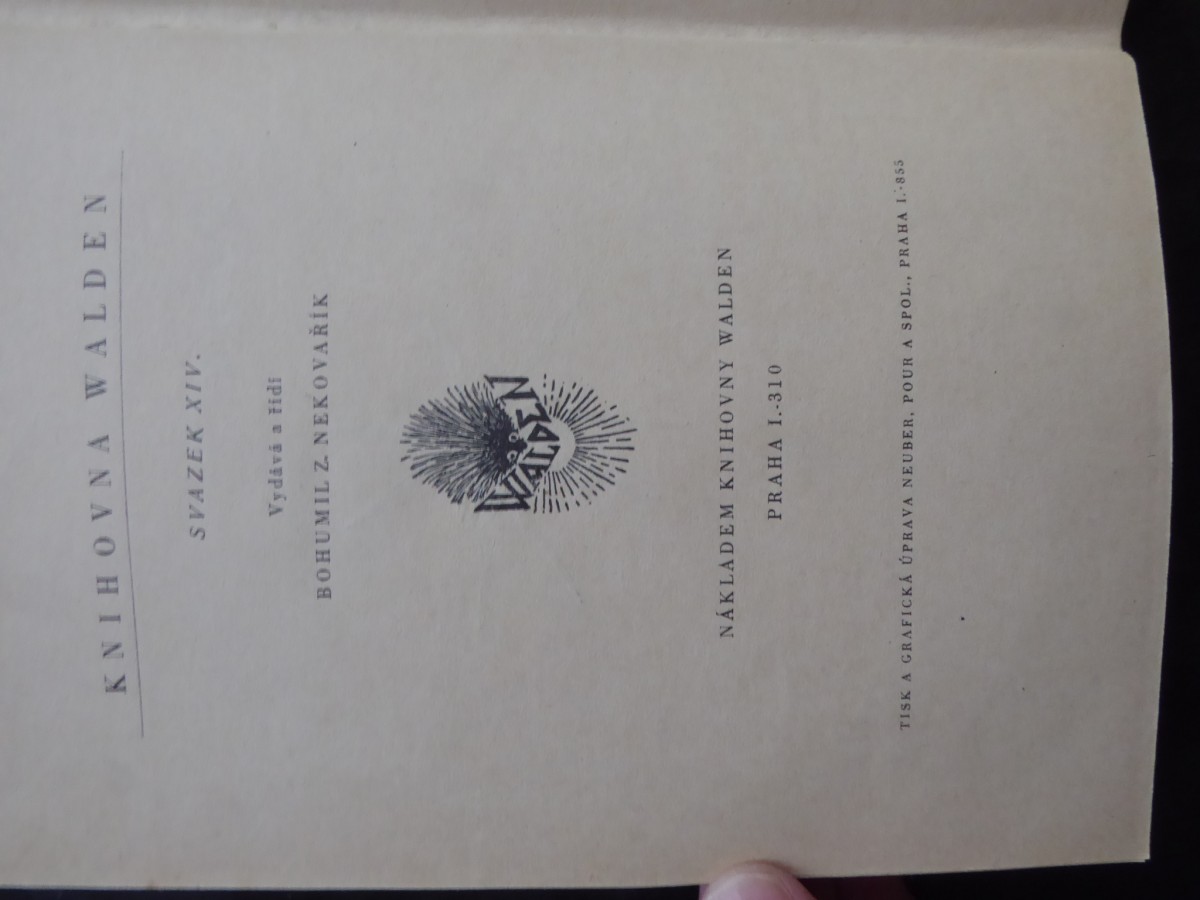 KNIHOVNA WALDEN
SVAZEK XIV.
Vydává a řídí
BOHUMIL Z. NEKOVAŘÍK
WALDEN
NÁKLADEM KNIHOVNY WALDEN
PRAHA I.-310
TISK A GRAFICKÁ ÚPRAVA NEUBER, POUR A SPOL., PRAHA I.-855